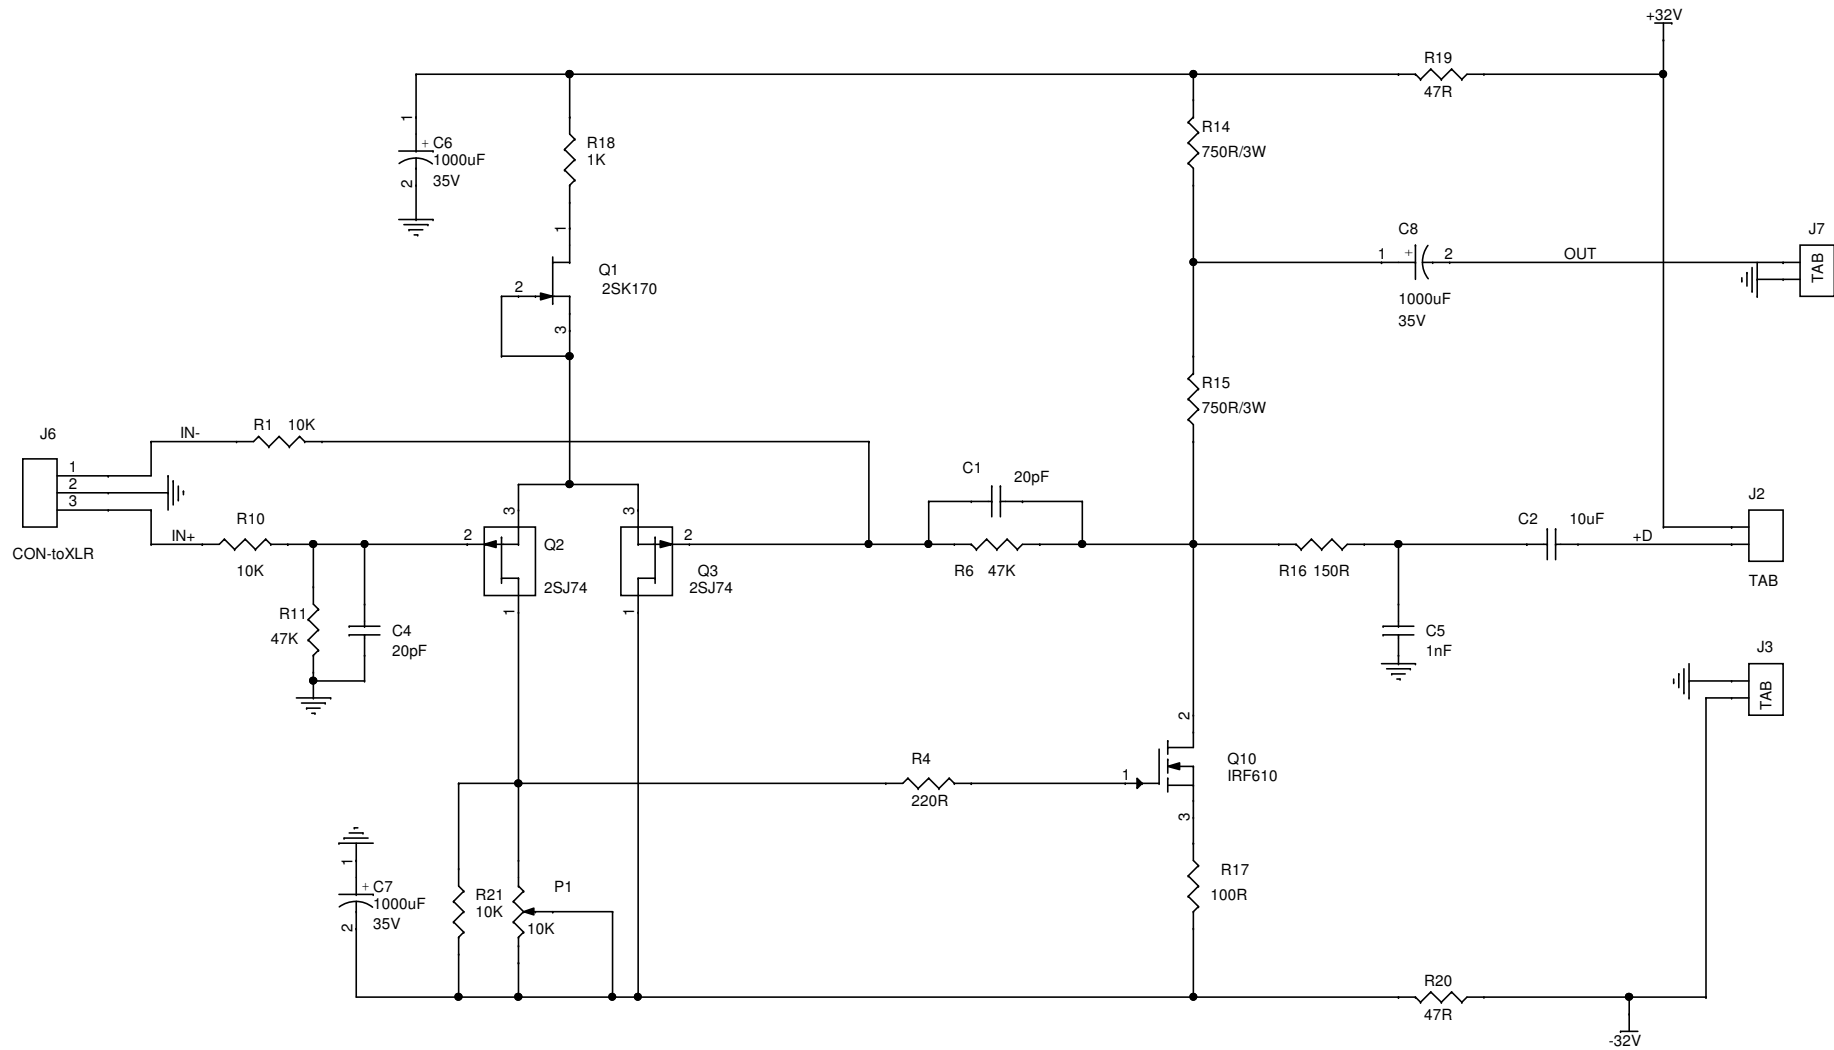 +32V
R19
47R
1
+ C6
1000uF
2
35V
R18
1K
R14
750R/3W
1
Q1
2SK170
2
3
C8
1
+
2
1000uF
35V
OUT
J7
TAB
R15
750R/3W
J6
IN-
R1 10K
1
2
3
CON-toXLR
IN+
R10
10K
R11
47K
C4
20pF
3
2
Q2
2SJ74
1
3
2
Q3
2SJ74
1
C1
20pF
R6 47K
R16 150R
C5
1nF
C2
10uF
+D
J2
TAB
J3
TAB
R4
220R
1
2
Q10
IRF610
3
R17
100R
1
+ C7
1000uF
2
35V
R21
10K
P1
10K
R20
47R
-32V